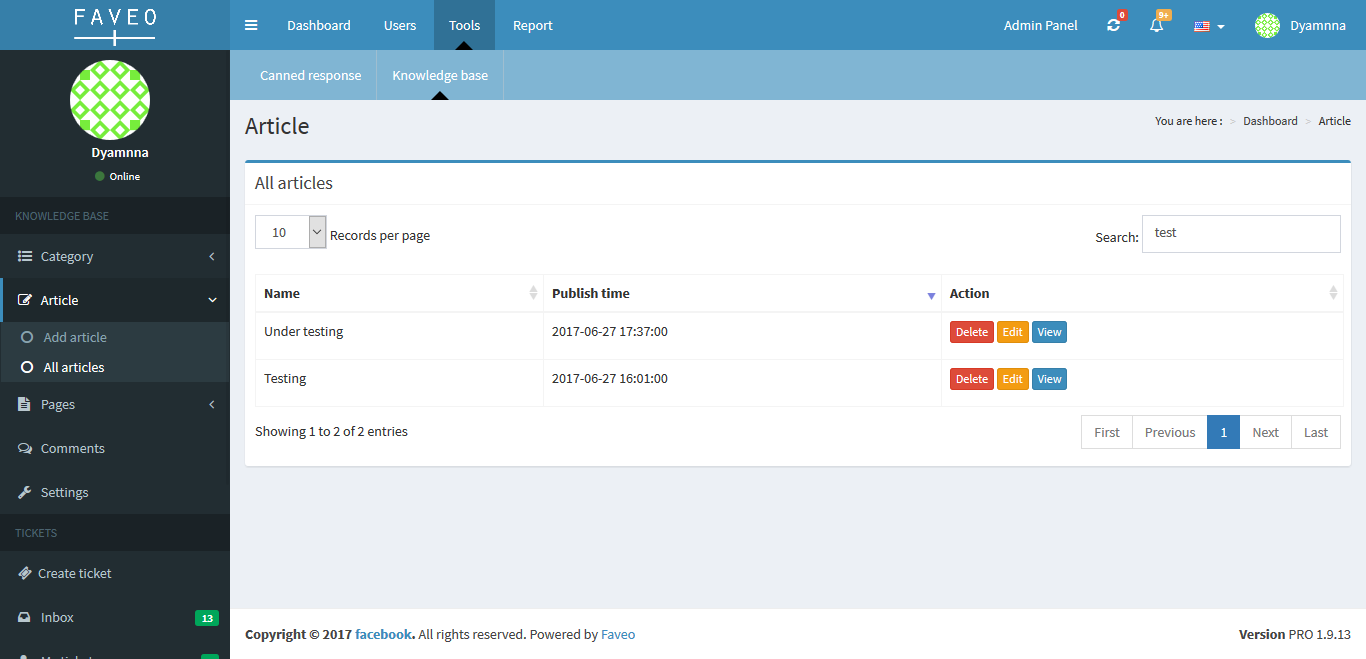 FAVEO
Dashboard Users Tools Report Admin Panel 0 9+ Dyamnna
Canned response Knowledge base
Dyamnna
Online
KNOWLEDGE BASE
Category
Article
Add article
All articles
Pages
Comments
Settings
TICKETS
Create ticket
Inbox 13
Article
You are here : > Dashboard > Article
All articles
10 Records per page Search: test
Name Publish time Action
Under testing 2017-06-27 17:37:00 Delete Edit View
Testing 2017-06-27 16:01:00 Delete Edit View
Showing 1 to 2 of 2 entries First Previous 1 Next Last
Copyright © 2017 facebook. All rights reserved. Powered by Faveo Version PRO 1.9.13